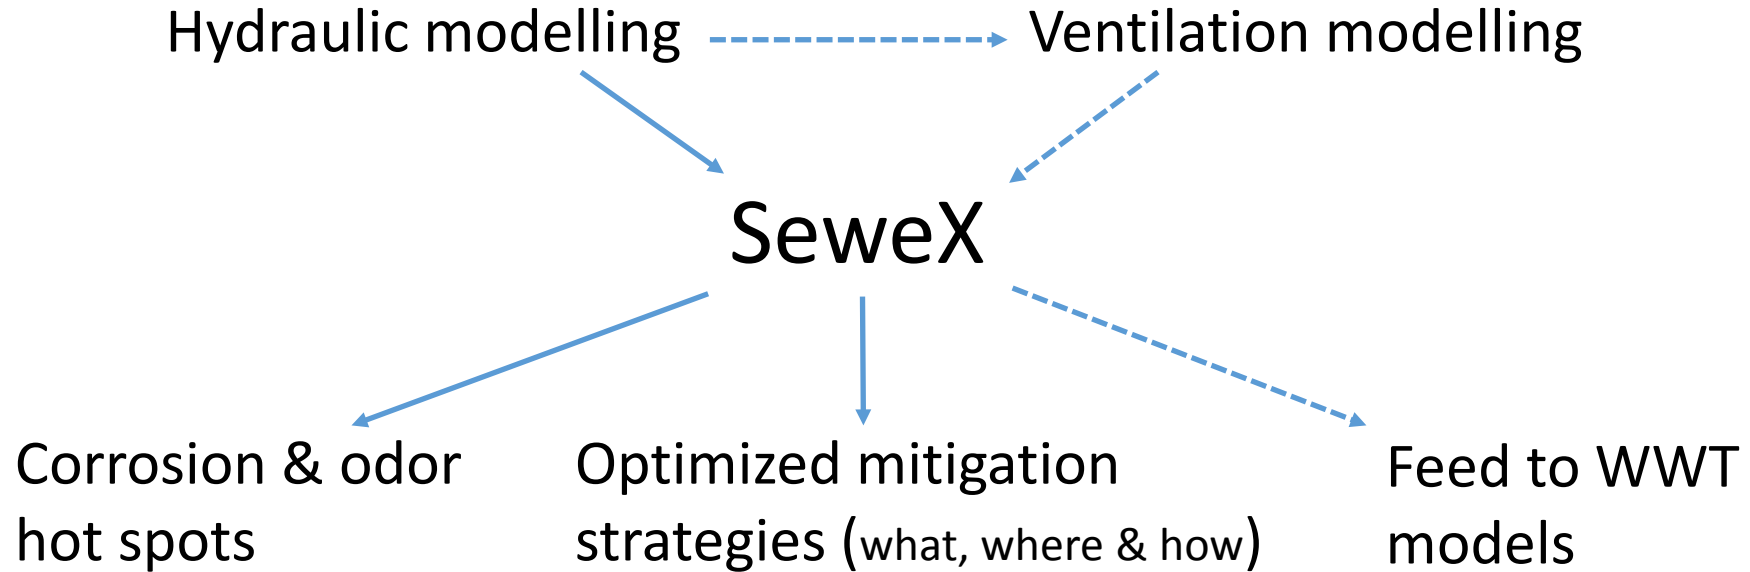 Hydraulic modelling
Ventilation modelling
SeweX
Corrosion & odor
hot spots
Optimized mitigation
strategies (what, where & how)
Feed to WWT
models